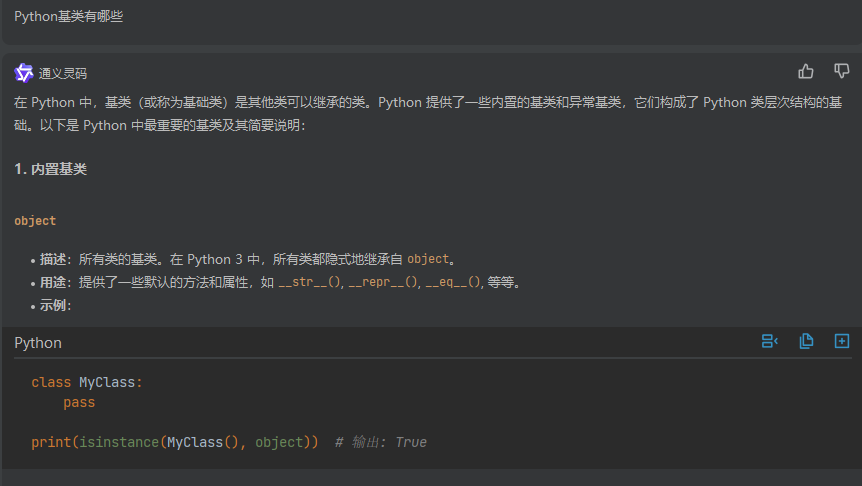 Python基类有哪些
通义灵码
在 Python 中，基类（或称为基础类）是其他类可以继承的类。Python 提供了一些内置的基类和异常基类，它们构成了 Python 类层次结构的基
础。以下是 Python 中最重要的基类及其简要说明：
1. 内置基类
object
• 描述：所有类的基类。在 Python 3 中，所有类都隐式地继承自 object。
• 用途：提供了一些默认的方法和属性，如 __str__(), __repr__(), __eq__(), 等等。
• 示例：
Python
class MyClass:
    pass
print(isinstance(MyClass(), object))  # 输出: True